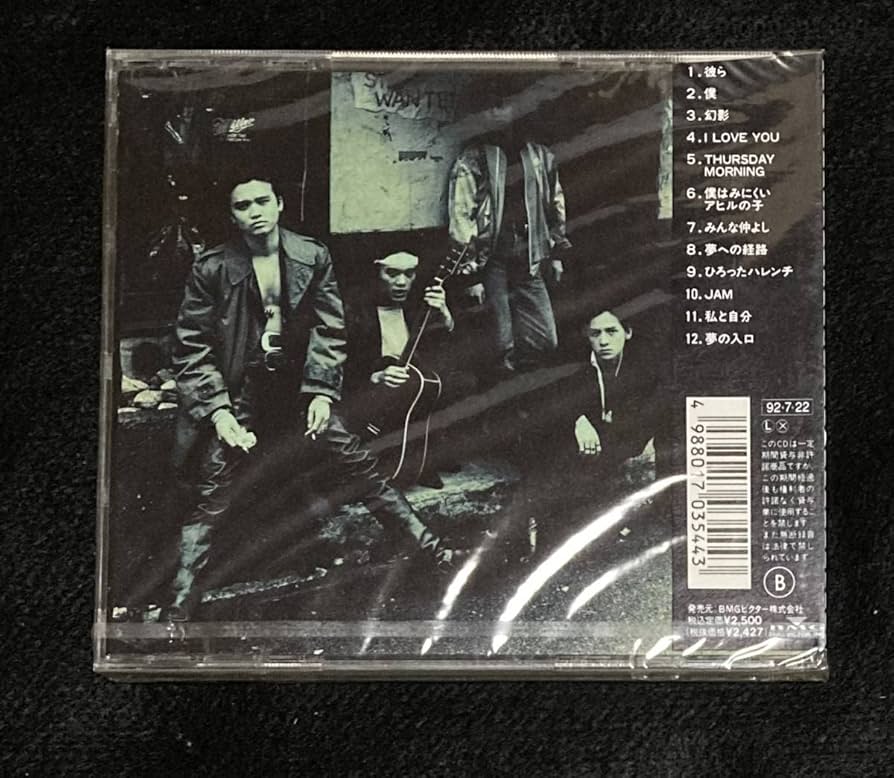 Miller
WANTE
1. 彼ら
2. 僕
3. 幻影
4. I LOVE YOU
5. THURSDAY
MORNING
6. 僕はみにくい
アヒルの子
7. みんな仲よし
8. 夢への経路
9. ひろったハレンチ
10. JAM
11. 私と自分
12. 夢の入口
92・7・22
Ⓛ Ⓧ
このCDは一定
期間貸与非許
諾商品ですが、
この期間経過
後も権利者の
許諾なく貸与
業に使用するこ
とを禁じます。
また無断録音
は法律で禁じ
られています。
4 988017 035443
B
発売元 BMGビクター株式会社
税込定価¥2,500
(税抜価格¥2,427)